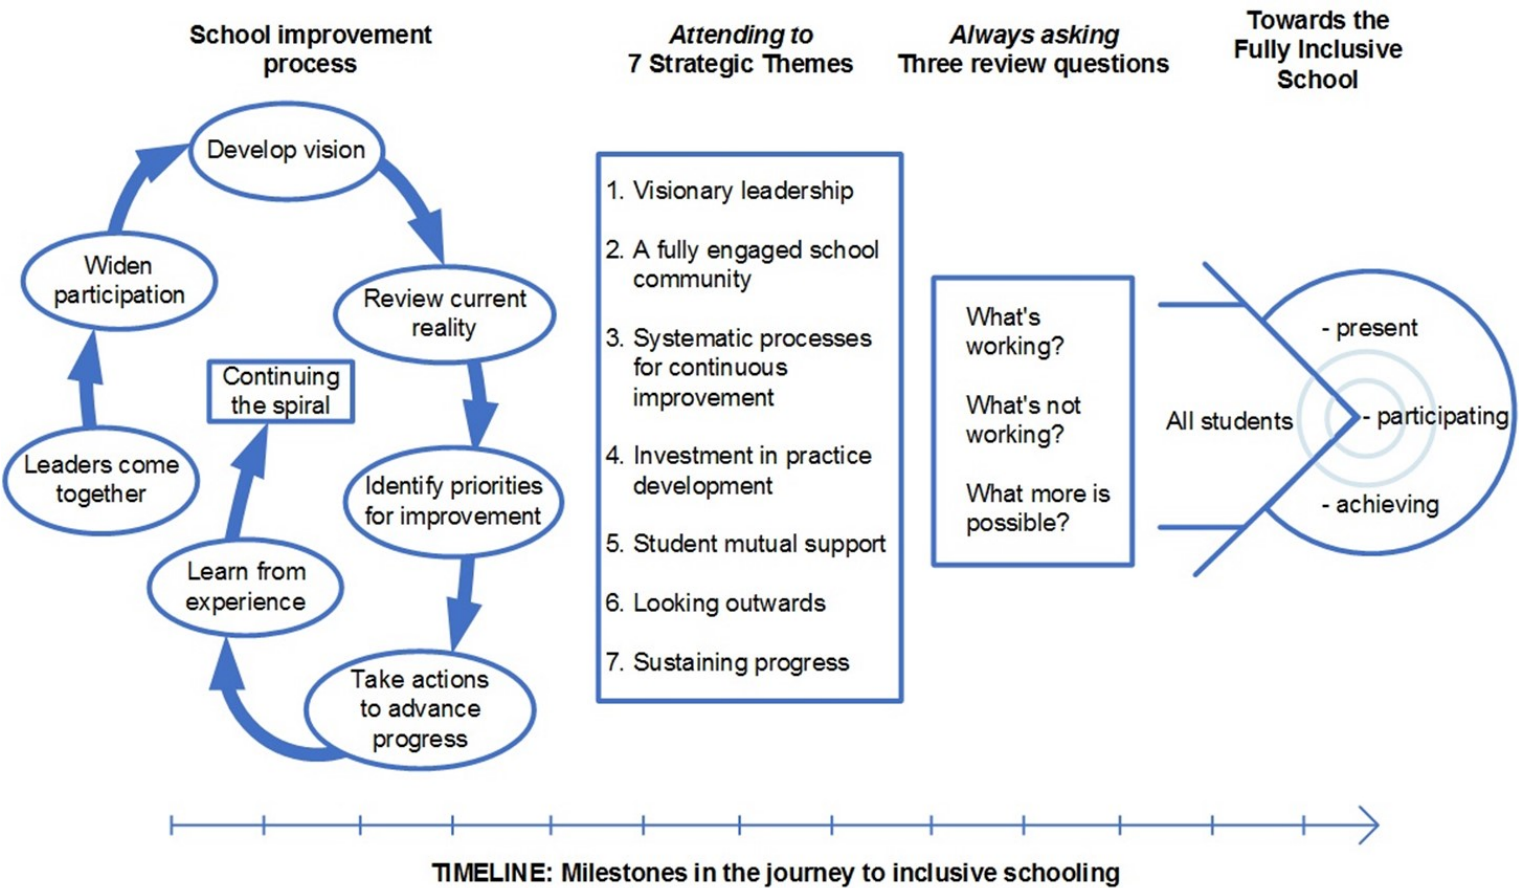 School improvement
process
Attending to
7 Strategic Themes
Always asking
Three review questions
Towards the
Fully Inclusive
School
Develop vision
Widen
participation
Review current
reality
Continuing
the spiral
Leaders come
together
Identify priorities
for improvement
Learn from
experience
Take actions
to advance
progress
1. Visionary leadership
2. A fully engaged school
community
3. Systematic processes
for continuous
improvement
4. Investment in practice
development
5. Student mutual support
6. Looking outwards
7. Sustaining progress
What's
working?
What's not
working?
What more is
possible?
All students
- present
- participating
- achieving
TIMELINE: Milestones in the journey to inclusive schooling